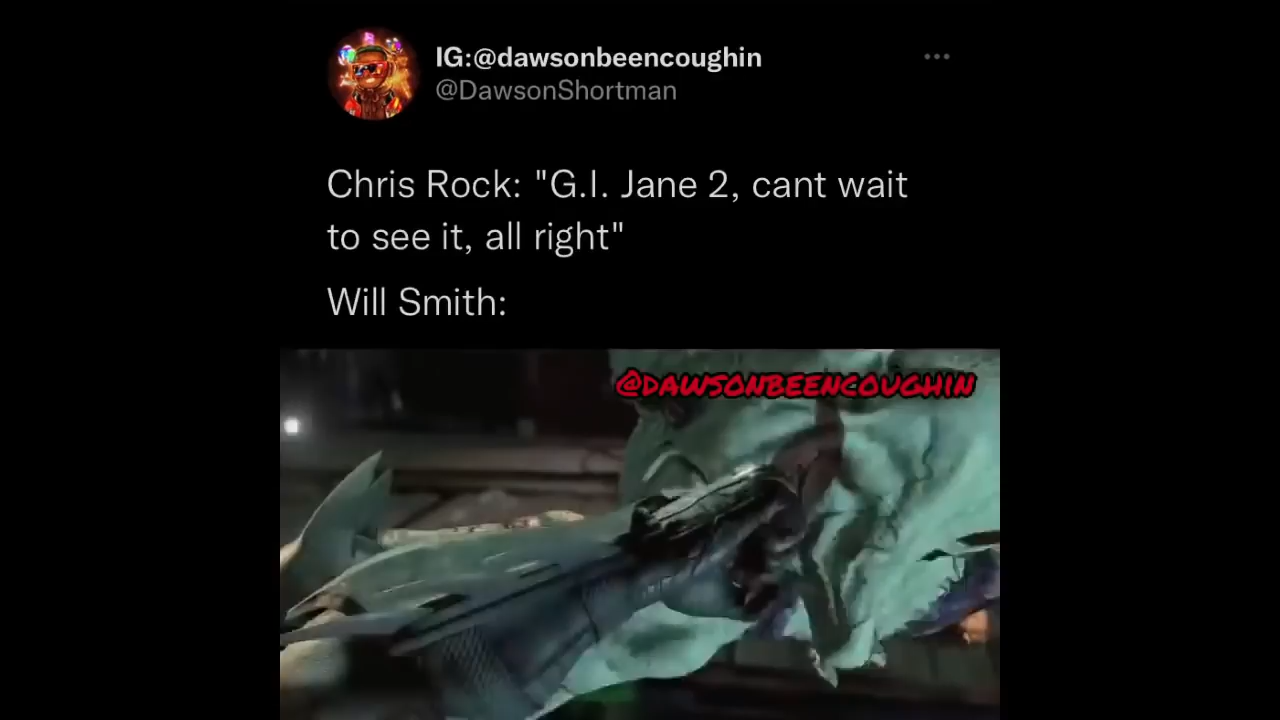 IG:@dawsonbeencoughin
@DawsonShortman
Chris Rock: "G.I. Jane 2, cant wait
to see it, all right"
Will Smith:
@DAWSONBEENCOUGHIN